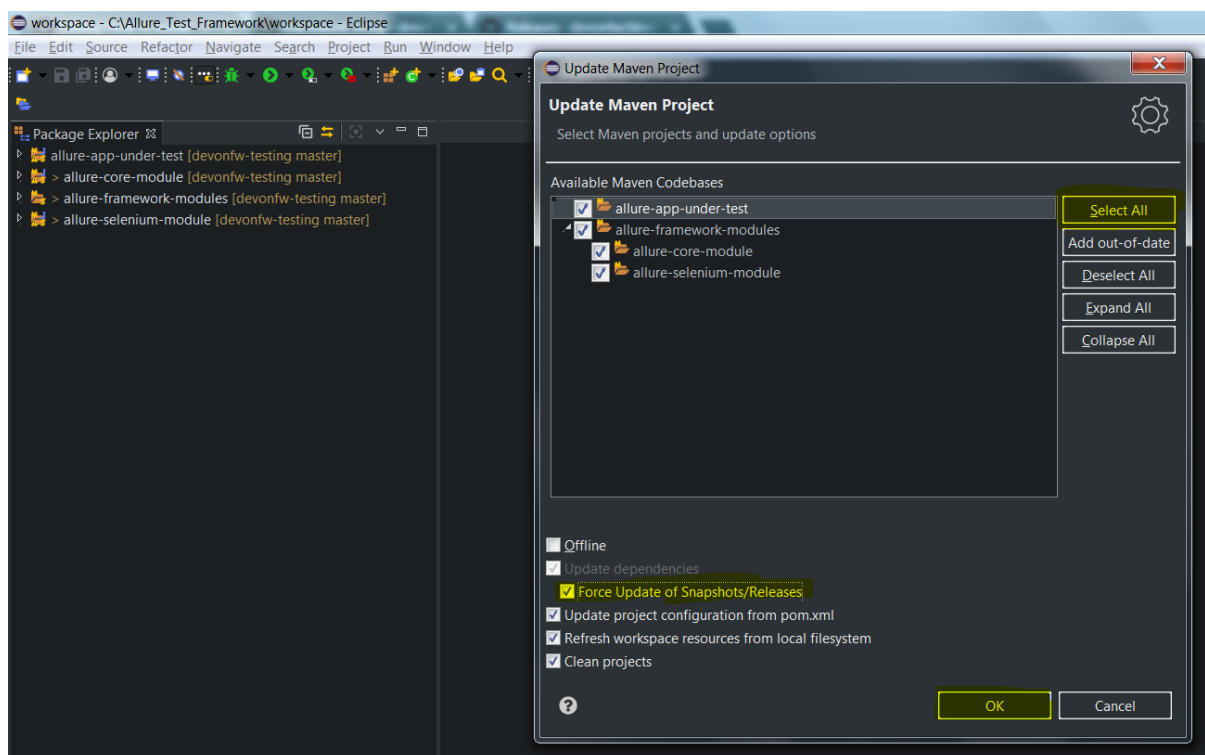 workspace - C:\Allure_Test_Framework\workspace - Eclipse
File Edit Source Refactor Navigate Search Project Run Window Help
Package Explorer
allure-app-under-test [devonfw-testing master]
> allure-core-module [devonfw-testing master]
> allure-framework-modules [devonfw-testing master]
> allure-selenium-module [devonfw-testing master]
Update Maven Project
Update Maven Project
Select Maven projects and update options
Available Maven Codebases
allure-app-under-test
allure-framework-modules
allure-core-module
allure-selenium-module
Select All
Add out-of-date
Deselect All
Expand All
Collapse All
Offline
Update dependencies
Force Update of Snapshots/Releases
Update project configuration from pom.xml
Refresh workspace resources from local filesystem
Clean projects
OK Cancel